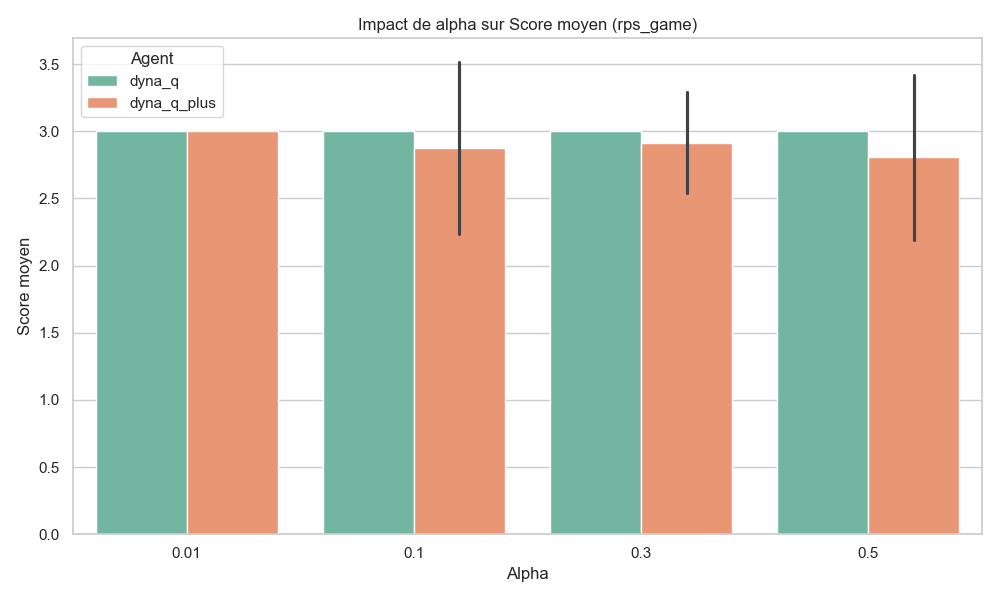 Impact de alpha sur Score moyen (rps_game)
Agent
dyna_q
dyna_q_plus
Score moyen
3.5
3.0
2.5
2.0
1.5
1.0
0.5
0.0
0.01
0.1
0.3
0.5
Alpha